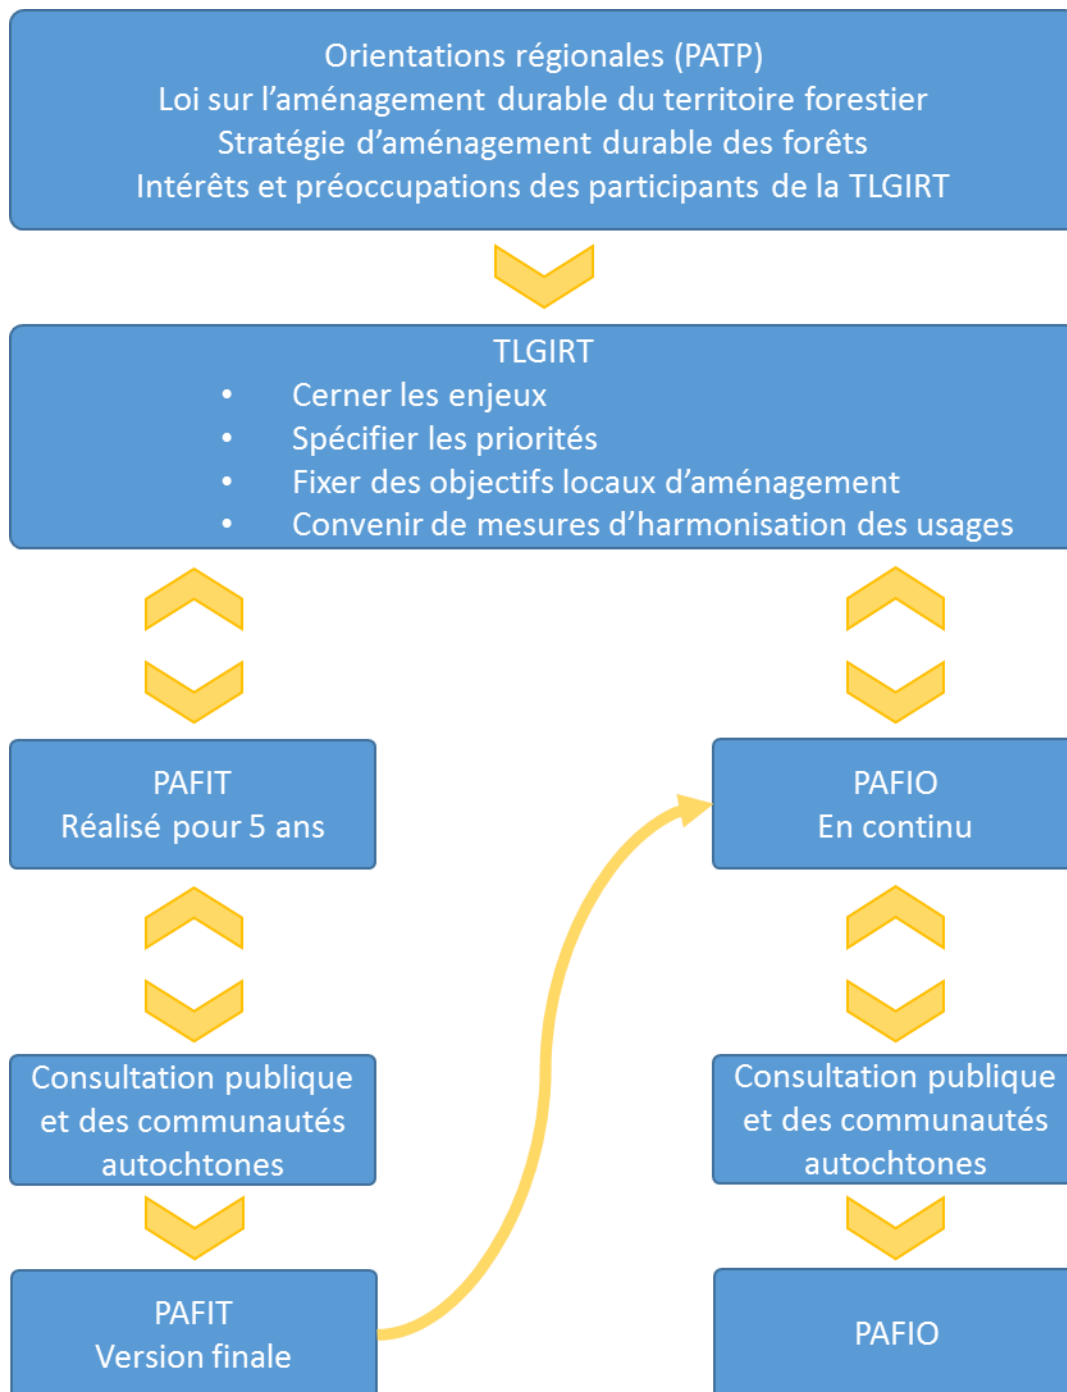 Orientations régionales (PATP)
Loi sur l'aménagement durable du territoire forestier
Stratégie d'aménagement durable des forêts
Intérêts et préoccupations des participants de la TLGIRT
TLGIRT
• Cerner les enjeux
• Spécifier les priorités
• Fixer des objectifs locaux d'aménagement
• Convenir de mesures d'harmonisation des usages
PAFIT
Réalisé pour 5 ans
PAFIO
En continu
Consultation publique
et des communautés
autochtones
Consultation publique
et des communautés
autochtones
PAFIT
Version finale
PAFIO